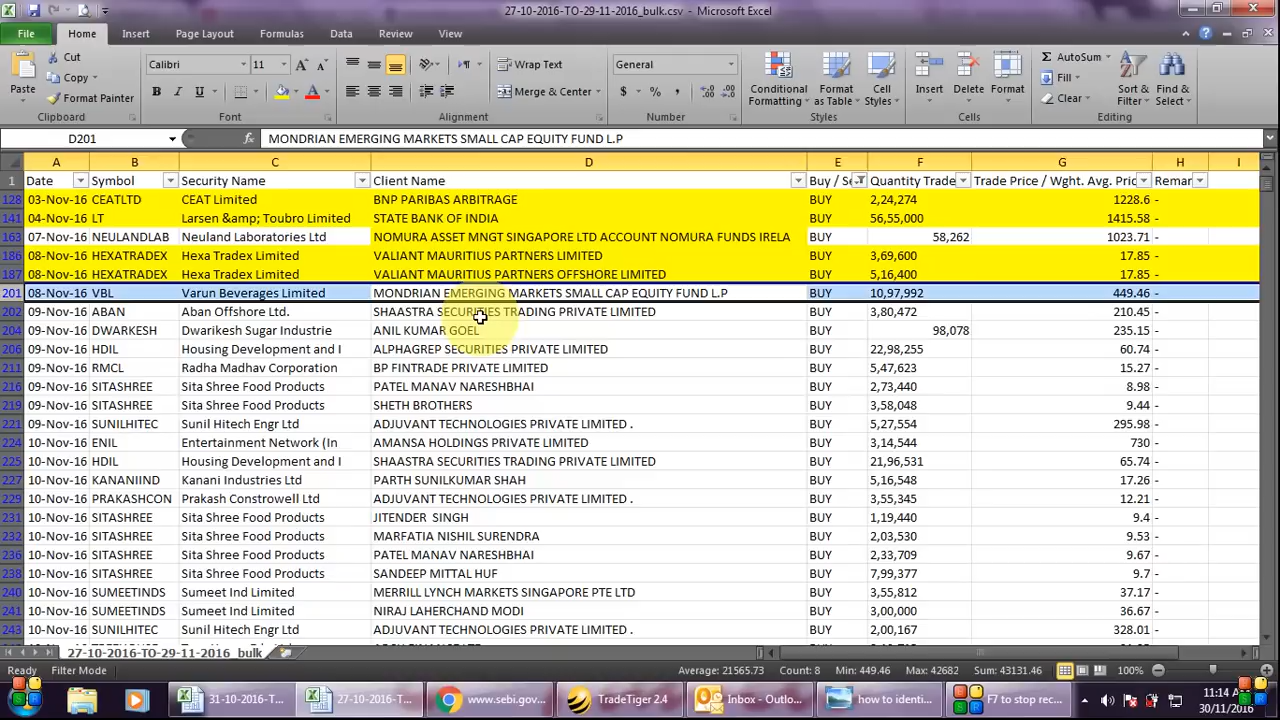 27-10-2016-TO-29-11-2016_bulk.csv - Microsoft Excel
File Home Insert Page Layout Formulas Data Review View
Cut
Copy
Format Painter
Paste
Clipboard
Calibri 11
Font
Wrap Text
Merge & Center
Alignment
General
Number
Conditional Formatting
Format as Table
Cell Styles
Styles
Insert Delete Format
Cells
AutoSum
Fill
Clear
Sort & Filter
Find & Select
Editing
D201 fx MONDRIAN EMERGING MARKETS SMALL CAP EQUITY FUND L.P
A B C D E F G H I
1 Date Symbol Security Name Client Name Buy / Se Quantity Trade Trade Price / Wght. Avg. Pric Remar
128 03-Nov-16 CEATLTD CEAT Limited BNP PARIBAS ARBITRAGE BUY 2,24,274 1228.6 -
141 04-Nov-16 LT Larsen &amp; Toubro Limited STATE BANK OF INDIA BUY 56,55,000 1415.58 -
163 07-Nov-16 NEULANDLAB Neuland Laboratories Ltd NOMURA ASSET MNGT SINGAPORE LTD ACCOUNT NOMURA FUNDS IRELA BUY 58,262 1023.71 -
186 08-Nov-16 HEXATRADEX Hexa Tradex Limited VALIANT MAURITIUS PARTNERS LIMITED BUY 3,69,600 17.85 -
187 08-Nov-16 HEXATRADEX Hexa Tradex Limited VALIANT MAURITIUS PARTNERS OFFSHORE LIMITED BUY 5,16,400 17.85 -
201 08-Nov-16 VBL Varun Beverages Limited MONDRIAN EMERGING MARKETS SMALL CAP EQUITY FUND L.P BUY 10,97,992 449.46 -
202 09-Nov-16 ABAN Aban Offshore Ltd. SHAASTRA SECURITIES TRADING PRIVATE LIMITED BUY 3,80,472 210.45 -
204 09-Nov-16 DWARKESH Dwarikesh Sugar Industrie ANIL KUMAR GOEL BUY 98,078 235.15 -
206 09-Nov-16 HDIL Housing Development and I ALPHAGREP SECURITIES PRIVATE LIMITED BUY 22,98,255 60.74 -
211 09-Nov-16 RMCL Radha Madhav Corporation BP FINTRADE PRIVATE LIMITED BUY 5,47,623 15.27 -
216 09-Nov-16 SITASHREE Sita Shree Food Products PATEL MANAV NARESHBHAI BUY 2,73,440 8.98 -
219 09-Nov-16 SITASHREE Sita Shree Food Products SHETH BROTHERS BUY 3,58,048 9.44 -
221 09-Nov-16 SUNILHITEC Sunil Hitech Engr Ltd ADJUVANT TECHNOLOGIES PRIVATE LIMITED . BUY 5,27,554 295.98 -
224 10-Nov-16 ENIL Entertainment Network (In AMANSA HOLDINGS PRIVATE LIMITED BUY 3,14,544 730 -
225 10-Nov-16 HDIL Housing Development and I SHAASTRA SECURITIES TRADING PRIVATE LIMITED BUY 21,96,531 65.74 -
227 10-Nov-16 KANANIIND Kanani Industries Ltd PARTH SUNILKUMAR SHAH BUY 5,16,548 17.26 -
229 10-Nov-16 PRAKASHCON Prakash Constrowell Ltd ADJUVANT TECHNOLOGIES PRIVATE LIMITED . BUY 3,55,345 12.21 -
231 10-Nov-16 SITASHREE Sita Shree Food Products JITENDER SINGH BUY 1,19,440 9.4 -
232 10-Nov-16 SITASHREE Sita Shree Food Products MARFATIA NISHIL SURENDRA BUY 2,03,530 9.53 -
236 10-Nov-16 SITASHREE Sita Shree Food Products PATEL MANAV NARESHBHAI BUY 2,33,709 9.67 -
238 10-Nov-16 SITASHREE Sita Shree Food Products SANDEEP MITTAL HUF BUY 7,99,377 9.7 -
240 10-Nov-16 SUMEETINDS Sumeet Ind Limited MERRILL LYNCH MARKETS SINGAPORE PTE LTD BUY 3,55,812 37.17 -
241 10-Nov-16 SUMEETINDS Sumeet Ind Limited NIRAJ LAHERCHAND MODI BUY 3,00,000 36.67 -
243 10-Nov-16 SUNILHITEC Sunil Hitech Engr Ltd ADJUVANT TECHNOLOGIES PRIVATE LIMITED . BUY 2,00,167 328.01 -
27-10-2016-TO-29-11-2016_bulk
Ready Filter Mode Average: 21565.73 Count: 8 Min: 449.46 Max: 42682 Sum: 43131.46 100%
31-10-2016-T... 27-10-2016-T... www.sebi.gov... TradeTiger 2.4 Inbox - Outlo... how to identi... F7 to stop rec... 11:14 AM
30/11/2016